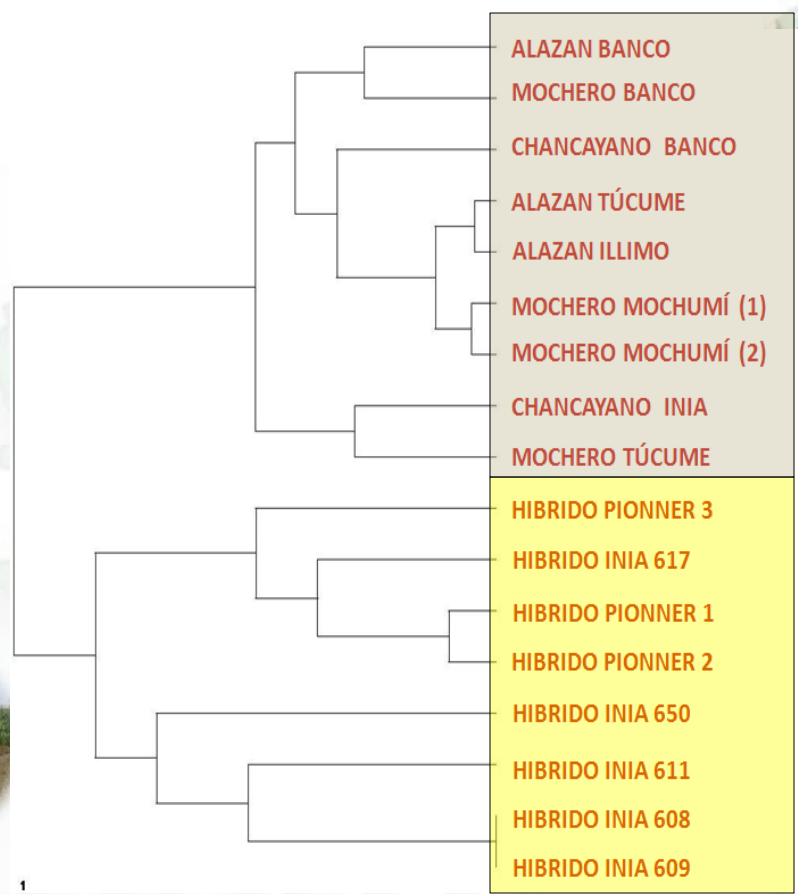 ALAZAN BANCO
MOCHERO BANCO
CHANCAYANO BANCO
ALAZAN TÚCUME
ALAZAN ILLIMO
MOCHERO MOCHUMÍ (1)
MOCHERO MOCHUMÍ (2)
CHANCAYANO INIA
MOCHERO TÚCUME
HIBRIDO PIONNER 3
HIBRIDO INIA 617
HIBRIDO PIONNER 1
HIBRIDO PIONNER 2
HIBRIDO INIA 650
HIBRIDO INIA 611
HIBRIDO INIA 608
HIBRIDO INIA 609
1